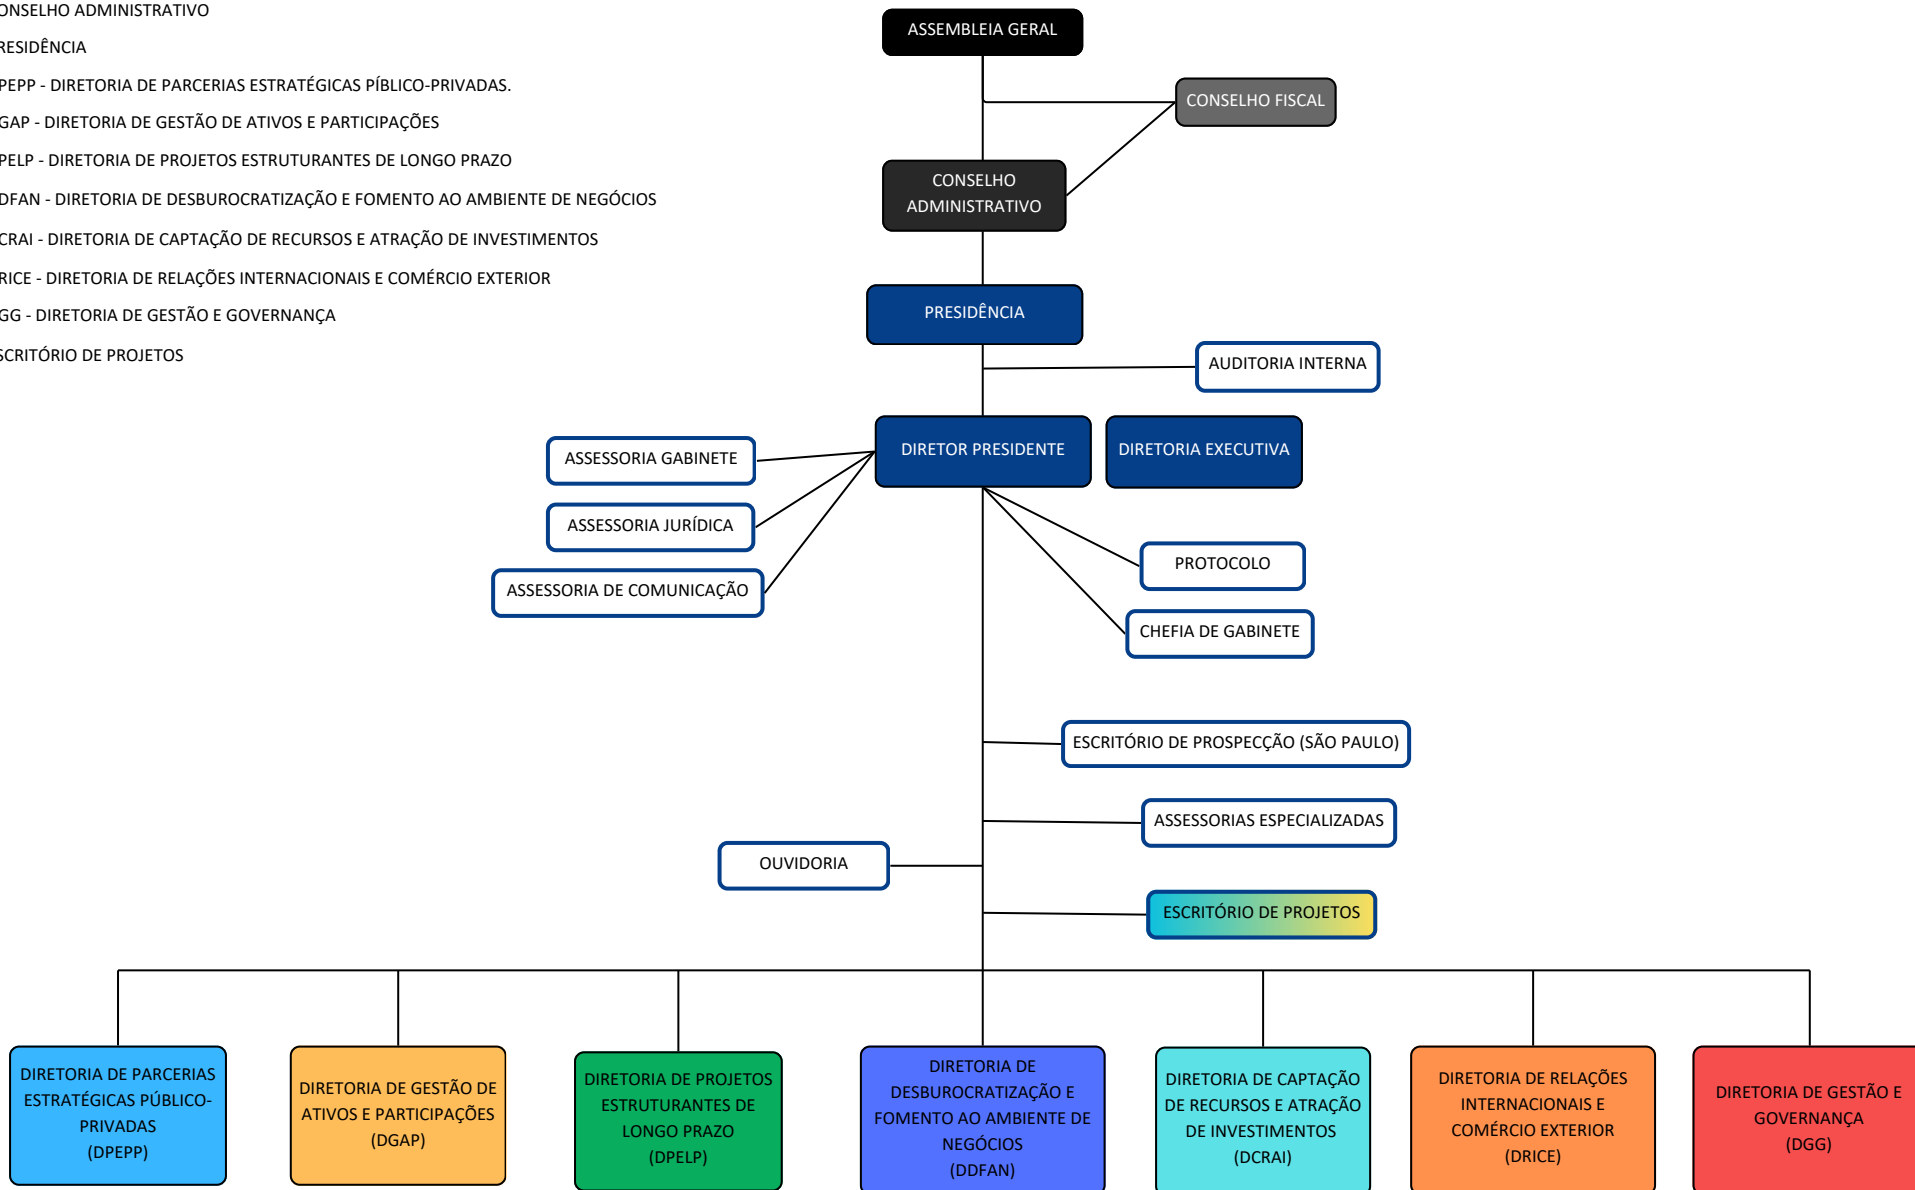 ONSELHO ADMINISTRATIVO
RESIDÊNCIA
PEPP - DIRETORIA DE PARCERIAS ESTRATÉGICAS PÍBLICO-PRIVADAS.
GAP - DIRETORIA DE GESTÃO DE ATIVOS E PARTICIPAÇÕES
PELP - DIRETORIA DE PROJETOS ESTRUTURANTES DE LONGO PRAZO
DFAN - DIRETORIA DE DESBUROCRATIZAÇÃO E FOMENTO AO AMBIENTE DE NEGÓCIOS
CRAI - DIRETORIA DE CAPTAÇÃO DE RECURSOS E ATRAÇÃO DE INVESTIMENTOS
RICE - DIRETORIA DE RELAÇÕES INTERNACIONAIS E COMÉRCIO EXTERIOR
GG - DIRETORIA DE GESTÃO E GOVERNANÇA
SCRITÓRIO DE PROJETOS
ASSEMBLEIA GERAL
CONSELHO FISCAL
CONSELHO
ADMINISTRATIVO
PRESIDÊNCIA
AUDITORIA INTERNA
DIRETOR PRESIDENTE
DIRETORIA EXECUTIVA
ASSESSORIA GABINETE
ASSESSORIA JURÍDICA
ASSESSORIA DE COMUNICAÇÃO
PROTOCOLO
CHEFIA DE GABINETE
ESCRITÓRIO DE PROSPECÇÃO (SÃO PAULO)
ASSESSORIAS ESPECIALIZADAS
OUVIDORIA
ESCRITÓRIO DE PROJETOS
DIRETORIA DE PARCERIAS
ESTRATÉGICAS PÚBLICO-
PRIVADAS
(DPEPP)
DIRETORIA DE GESTÃO DE
ATIVOS E PARTICIPAÇÕES
(DGAP)
DIRETORIA DE PROJETOS
ESTRUTURANTES DE
LONGO PRAZO
(DPELP)
DIRETORIA DE
DESBUROCRATIZAÇÃO E
FOMENTO AO AMBIENTE DE
NEGÓCIOS
(DDFAN)
DIRETORIA DE CAPTAÇÃO
DE RECURSOS E ATRAÇÃO
DE INVESTIMENTOS
(DCRAI)
DIRETORIA DE RELAÇÕES
INTERNACIONAIS E
COMÉRCIO EXTERIOR
(DRICE)
DIRETORIA DE GESTÃO E
GOVERNANÇA
(DGG)